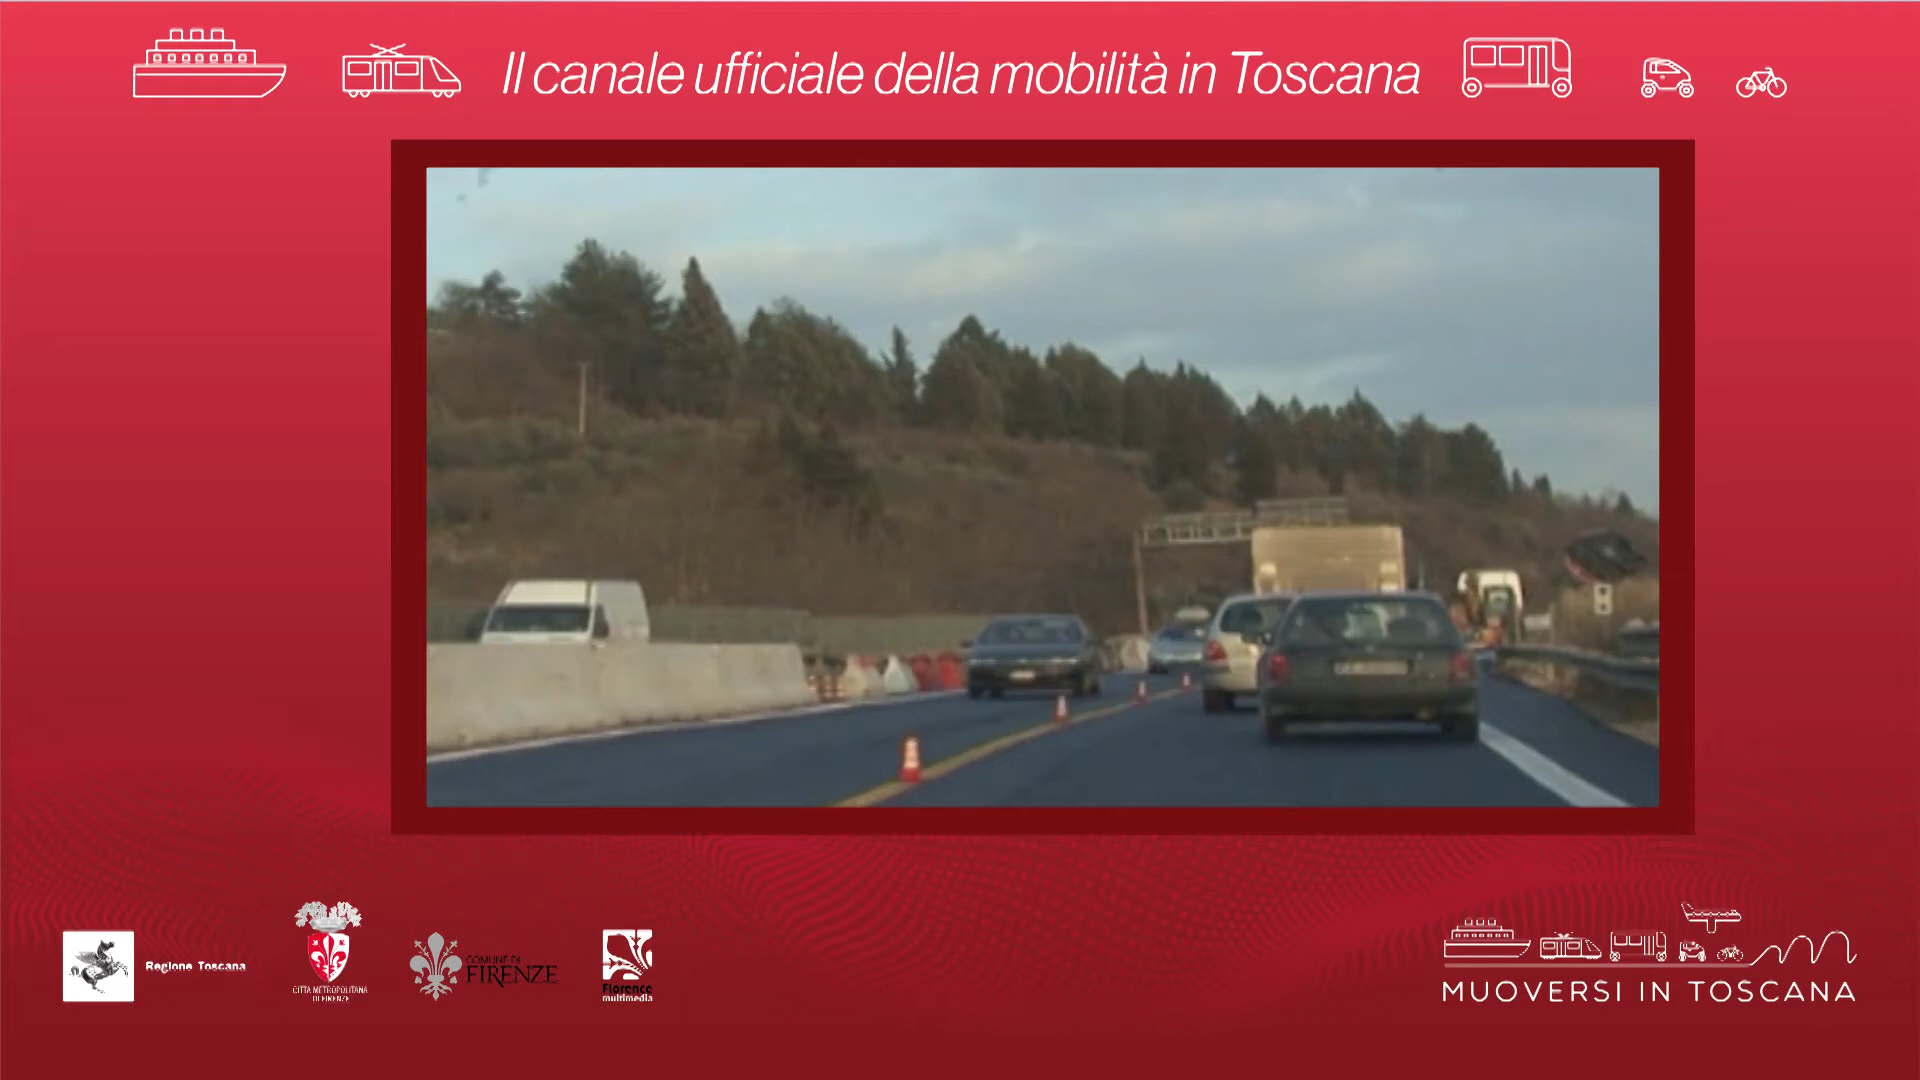 Il canale ufficiale della mobilità in Toscana
Regione Toscana
CITTÀ METROPOLITANA
DI FIRENZE
COMUNE DI
FIRENZE
Florence
multimedia
MUOVERSI IN TOSCANA